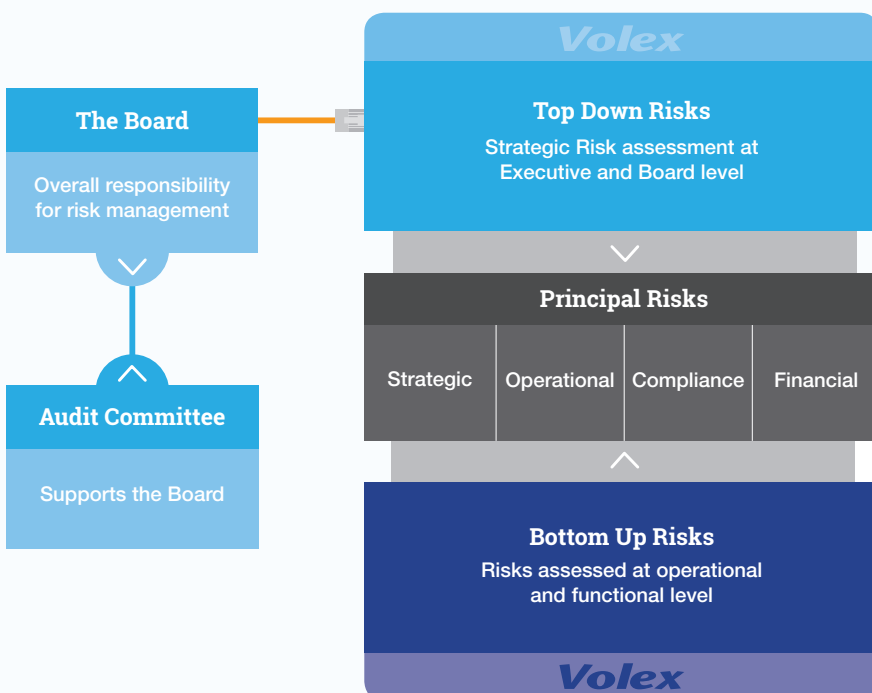 The Board
Overall responsibility
for risk management
Audit Committee
Supports the Board
Volex
Top Down Risks
Strategic Risk assessment at
Executive and Board level
Principal Risks
Strategic
Operational
Compliance
Financial
Bottom Up Risks
Risks assessed at operational
and functional level
Volex